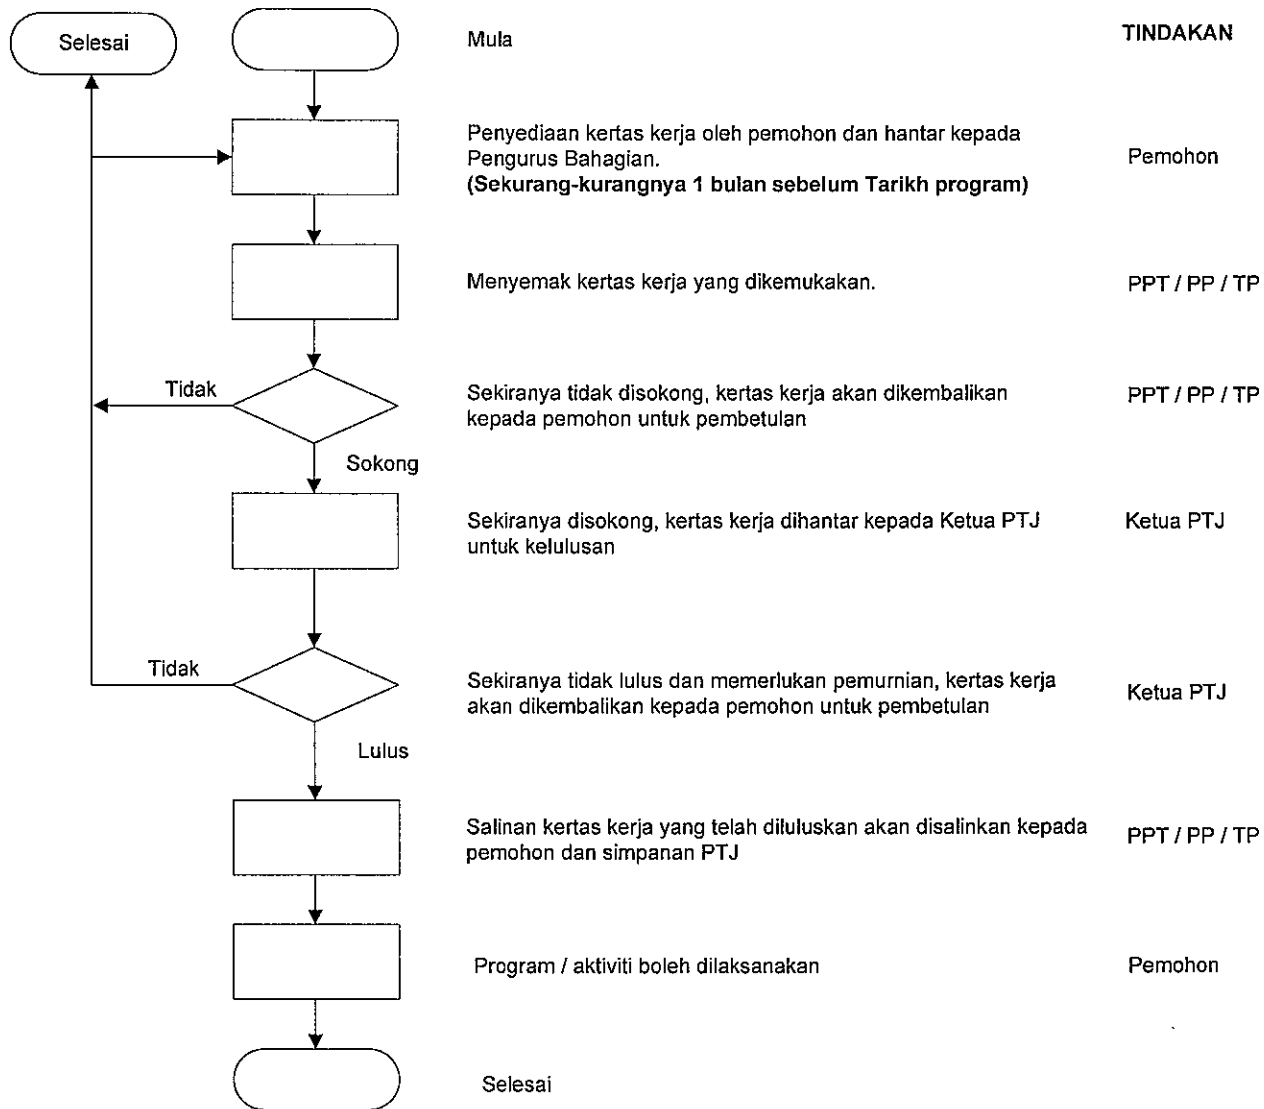 Selesai
Mula
TINDAKAN
Penyediaan kertas kerja oleh pemohon dan hantar kepada
Pengurus Bahagian.
(Sekurang-kurangnya 1 bulan sebelum Tarikh program)
Pemohon
Menyemak kertas kerja yang dikemukakan.
PPT / PP / TP
Tidak
Sekiranya tidak disokong, kertas kerja akan dikembalikan
kepada pemohon untuk pembetulan
PPT / PP / TP
Sokong
Sekiranya disokong, kertas kerja dihantar kepada Ketua PTJ
untuk kelulusan
Ketua PTJ
Tidak
Sekiranya tidak lulus dan memerlukan pemurnian, kertas kerja
akan dikembalikan kepada pemohon untuk pembetulan
Ketua PTJ
Lulus
Salinan kertas kerja yang telah diluluskan akan disalinkan kepada
pemohon dan simpanan PTJ
PPT / PP / TP
Program / aktiviti boleh dilaksanakan
Pemohon
Selesai